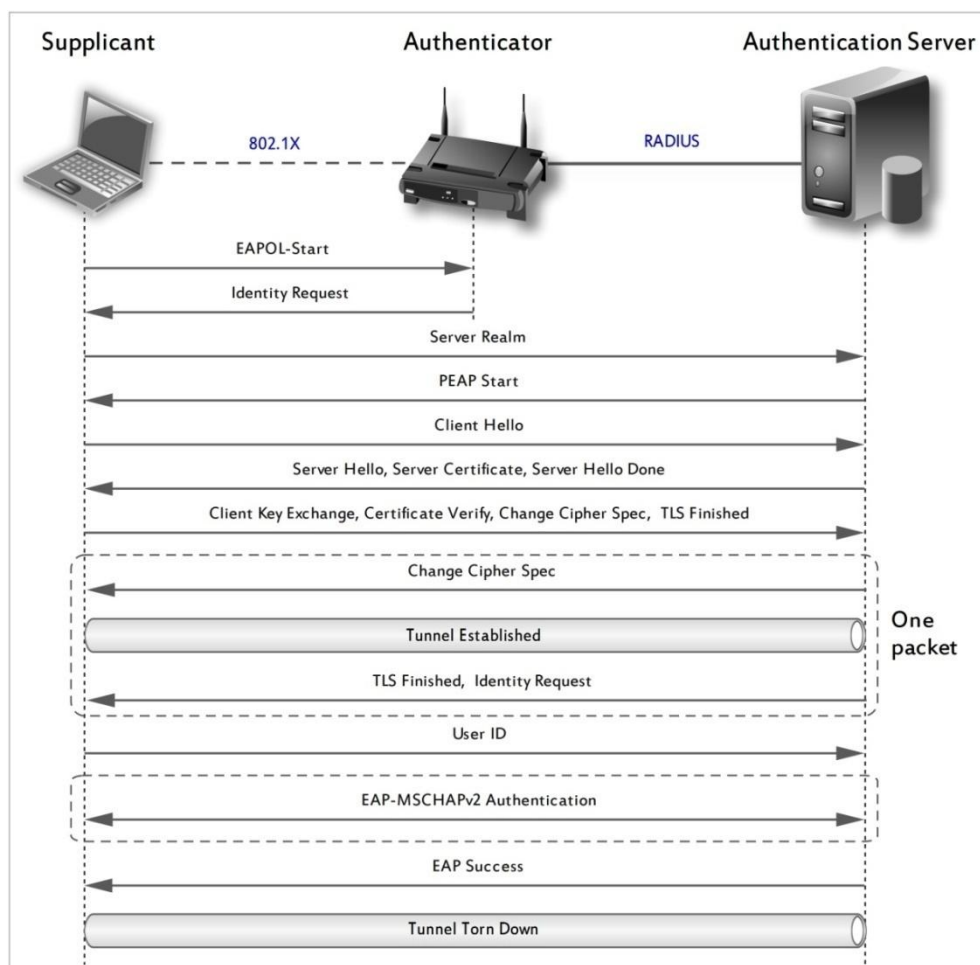 Supplicant
Authenticator
Authentication Server
802.1X
RADIUS
EAPOL-Start
Identity Request
Server Realm
PEAP Start
Client Hello
Server Hello, Server Certificate, Server Hello Done
Client Key Exchange, Certificate Verify, Change Cipher Spec, TLS Finished
Change Cipher Spec
Tunnel Established
One
packet
TLS Finished, Identity Request
User ID
EAP-MSCHAPv2 Authentication
EAP Success
Tunnel Torn Down